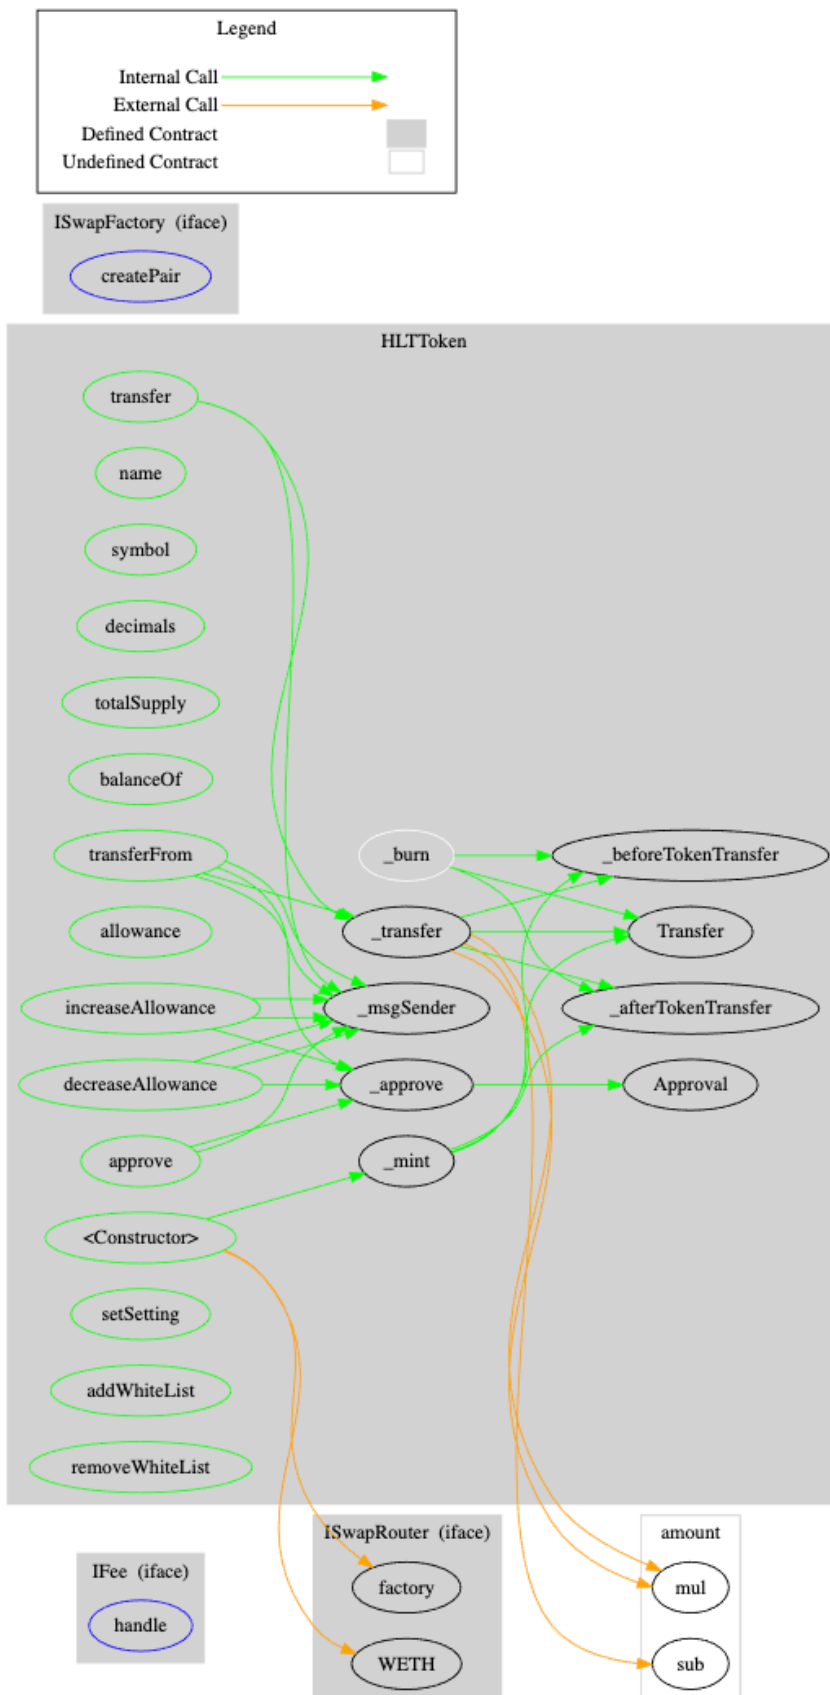 Legend
Internal Call
External Call
Defined Contract
Undefined Contract
ISwapFactory (iface)
createPair
HLTToken
transfer
name
symbol
decimals
totalSupply
balanceOf
transferFrom
_burn
_beforeTokenTransfer
allowance
_transfer
Transfer
increaseAllowance
_msgSender
_afterTokenTransfer
decreaseAllowance
_approve
Approval
approve
_mint
<Constructor>
setSetting
addWhiteList
removeWhiteList
ISwapRouter (iface)
amount
IFee (iface)
factory
mul
handle
WETH
sub